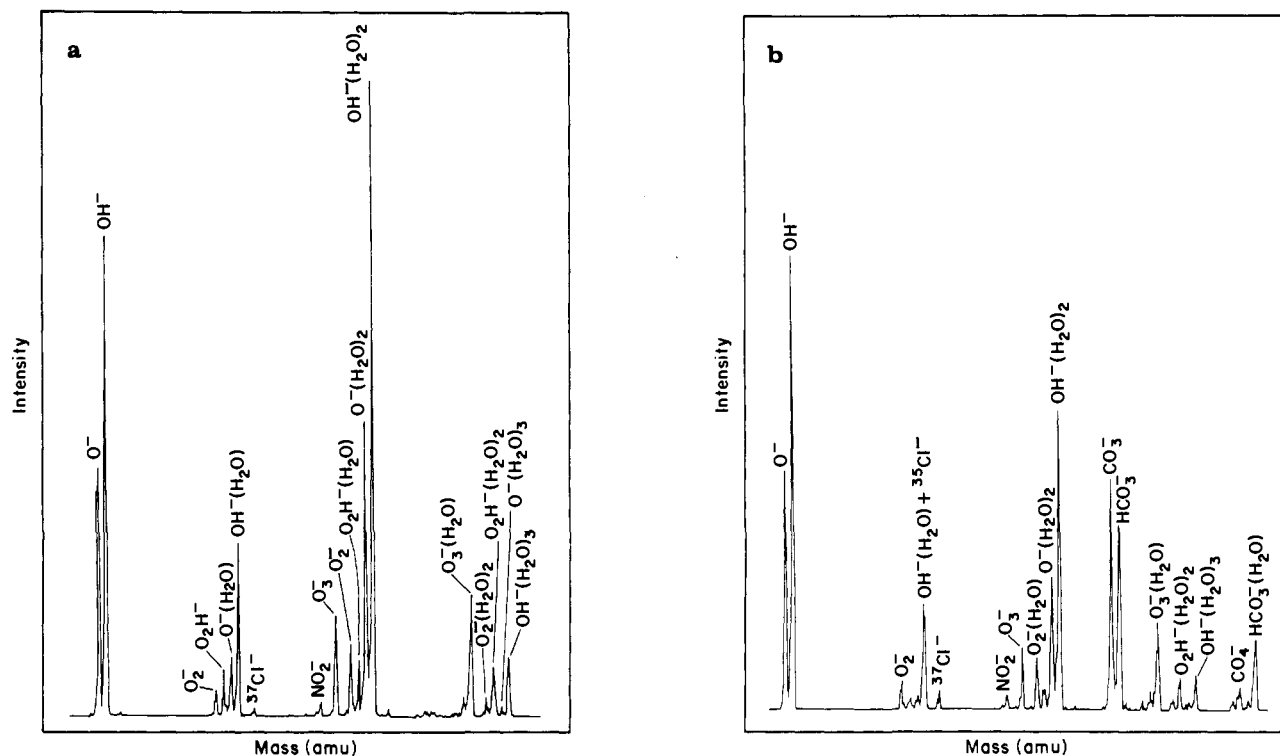 a
Intensity
O⁻
OH⁻
O₂⁻
O₂H⁻
O⁻(H₂O)
OH⁻(H₂O)
³⁷Cl⁻
NO₂⁻
O₃⁻
O₂⁻
O₂H⁻(H₂O)
O⁻(H₂O)₂
OH⁻(H₂O)₂
O₃⁻(H₂O)
O₂⁻(H₂O)₂
O₂H⁻(H₂O)₂
O⁻(H₂O)₃
OH⁻(H₂O)₃
Mass (amu)
b
Intensity
O⁻
OH⁻
O₂⁻
OH⁻(H₂O) + ³⁵Cl⁻
³⁷Cl⁻
NO₂⁻
O₃⁻
O₂⁻(H₂O)
O⁻(H₂O)₂
OH⁻(H₂O)₂
CO₃⁻
HCO₃⁻
O₃⁻(H₂O)
O₂H⁻(H₂O)₂
OH⁻(H₂O)₃
CO₄⁻
HCO₃⁻(H₂O)
Mass (amu)